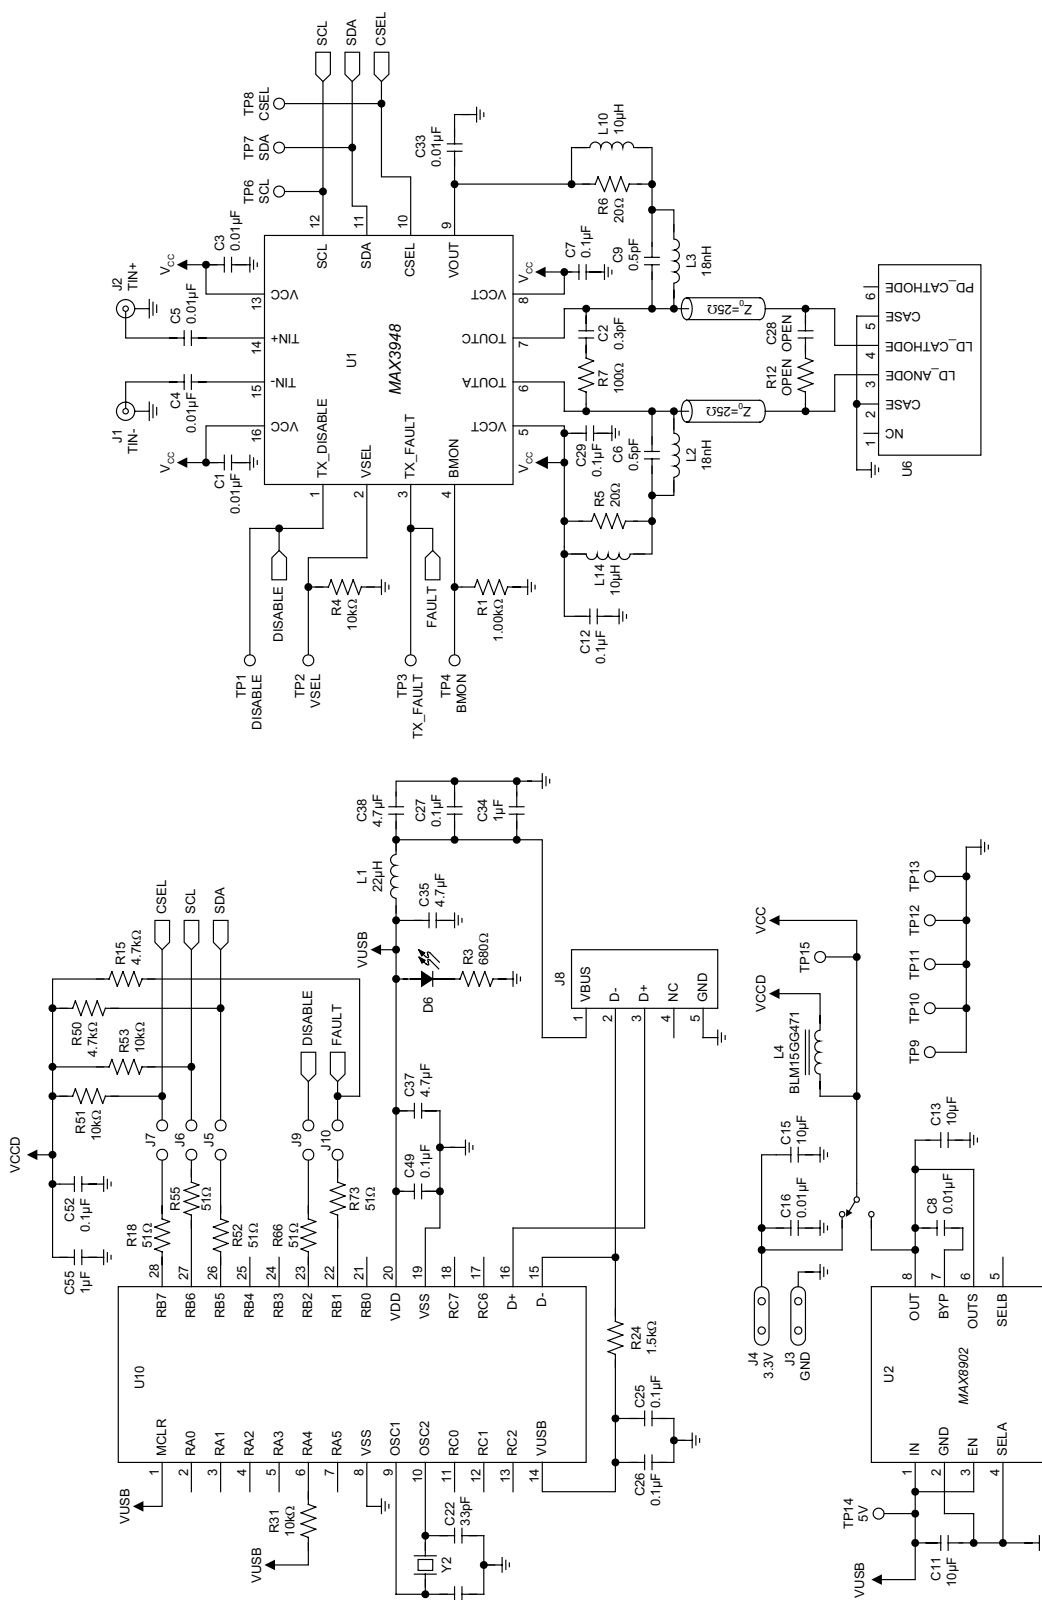 J1
TIN-
J2
TIN+
VCC
C1
0.01µF
C4
0.01µF
C5
0.01µF
VCC
C3
0.01µF
TP6
SCL
TP7
SDA
TP8
CSEL
SCL
SDA
CSEL
16
15
14
13
VCC
TIN-
TIN+
VCC
U1
MAX3948
TX_DISABLE
VSEL
TX_FAULT
BMON
1
2
3
4
SCL
SDA
CSEL
VOUT
12
11
10
9
VCCT
TOUTA
TOUTC
VCCT
5
6
7
8
TP1
DISABLE
DISABLE
TP2
VSEL
R4
10kΩ
TP3
TX_FAULT
FAULT
TP4
BMON
R1
1.00kΩ
C33
0.01µF
VCC
C29
0.1µF
VCC
C7
0.1µF
C12
0.1µF
L14
10µH
R5
20Ω
C6
0.5pF
L2
18nH
R7
100Ω
C2
0.3pF
C9
0.5pF
L3
18nH
R6
20Ω
L10
10µH
Z0=25Ω
Z0=25Ω
R12
OPEN
C28
OPEN
U6
1
2
3
4
5
6
NC
CASE
LD_ANODE
LD_CATHODE
CASE
PD_CATHODE
VCCD
C55
1µF
C52
0.1µF
R51
10kΩ
R53
10kΩ
R50
4.7kΩ
R15
4.7kΩ
R18
51Ω
R55
51Ω
R52
51Ω
J7
J6
J5
CSEL
SCL
SDA
R66
51Ω
R73
51Ω
J9
J10
DISABLE
FAULT
U10
1
2
3
4
5
6
7
8
9
10
11
12
13
14
MCLR
RA0
RA1
RA2
RA3
RA4
RA5
VSS
OSC1
OSC2
RC0
RC1
RC2
VUSB
28
27
26
25
24
23
22
21
20
19
18
17
16
15
RB7
RB6
RB5
RB4
RB3
RB2
RB1
RB0
VDD
VSS
RC7
RC6
D+
D-
VUSB
VUSB
R31
10kΩ
C22
33pF
Y2
C26
0.1µF
C25
0.1µF
R24
1.5kΩ
C49
0.1µF
C37
4.7µF
VUSB
D6
R3
680Ω
C35
4.7µF
L1
22µH
C38
4.7µF
C27
0.1µF
C34
1µF
J8
1
2
3
4
5
VBUS
D-
D+
NC
GND
VUSB
TP14
5V
C11
10µF
U2
MAX8902
1
2
3
4
IN
GND
EN
SELA
8
7
6
5
OUT
BYP
OUTS
SELB
J4
3.3V
J3
GND
C16
0.01µF
C15
10µF
C8
0.01µF
C13
10µF
L4
BLM15GG471
VCCD
TP15
VCC
TP9
TP10
TP11
TP12
TP13